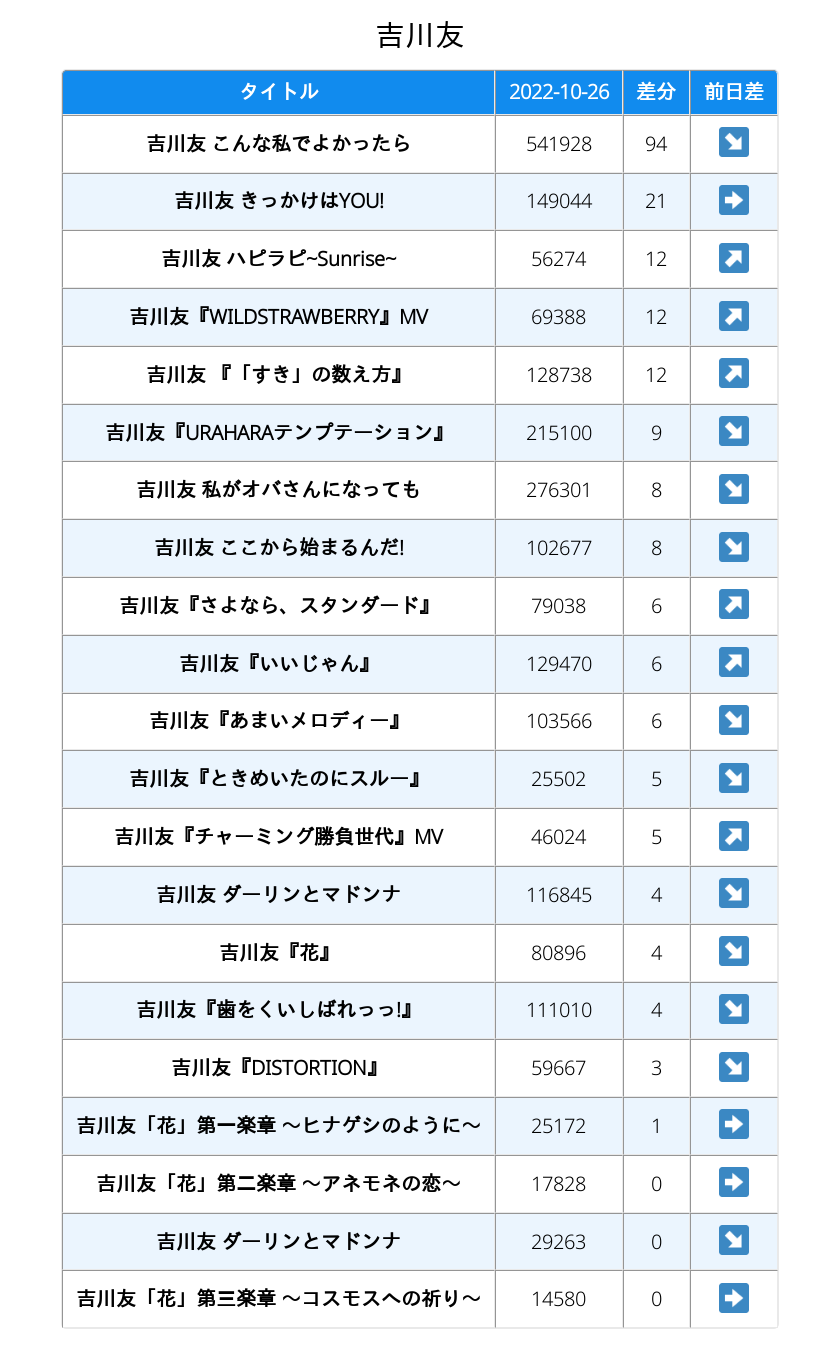 吉川友
タイトル 2022-10-26 差分 前日差
吉川友 こんな私でよかったら 541928 94 ↘
吉川友 きっかけはYOU! 149044 21 ➡
吉川友 ハピラピ~Sunrise~ 56274 12 ↗
吉川友『WILDSTRAWBERRY』MV 69388 12 ↗
吉川友 『「すき」の数え方』 128738 12 ↗
吉川友『URAHARAテンプテーション』 215100 9 ↘
吉川友 私がオバさんになっても 276301 8 ↘
吉川友 ここから始まるんだ! 102677 8 ↘
吉川友『さよなら、スタンダード』 79038 6 ↗
吉川友『いいじゃん』 129470 6 ↗
吉川友『あまいメロディー』 103566 6 ↘
吉川友『ときめいたのにスルー』 25502 5 ↘
吉川友『チャーミング勝負世代』MV 46024 5 ↗
吉川友 ダーリンとマドンナ 116845 4 ↘
吉川友『花』 80896 4 ↘
吉川友『歯をくいしばれっっ!』 111010 4 ↘
吉川友『DISTORTION』 59667 3 ↘
吉川友「花」第一楽章 〜ヒナゲシのように〜 25172 1 ➡
吉川友「花」第二楽章 〜アネモネの恋〜 17828 0 ➡
吉川友 ダーリンとマドンナ 29263 0 ↘
吉川友「花」第三楽章 〜コスモスへの祈り〜 14580 0 ➡